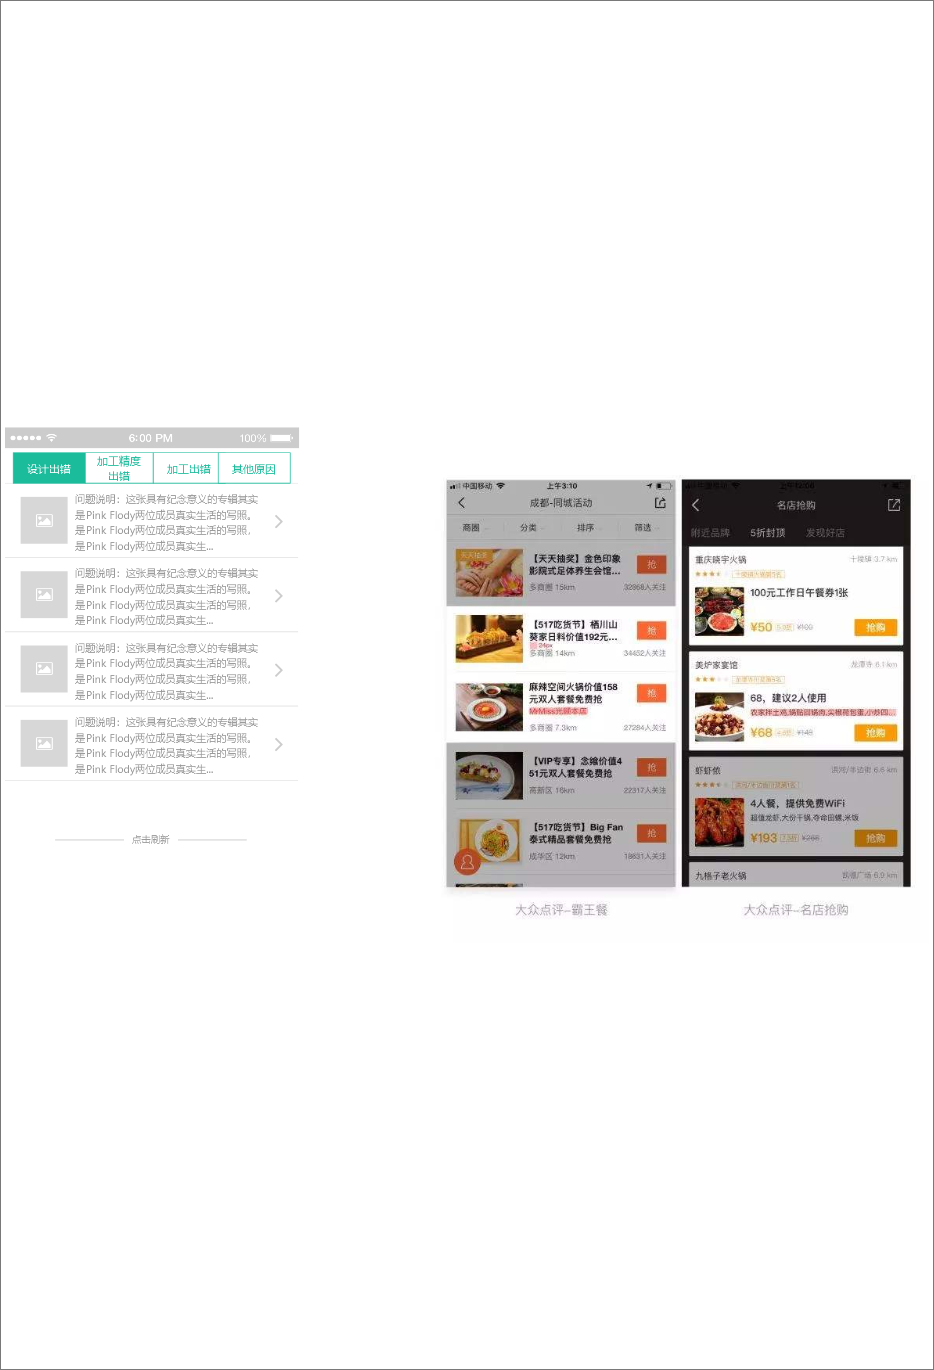 6:00 PM
100%
设计出错
加工精度
出错
加工出错
其他原因
问题说明：这张具有纪念意义的专辑其实
是Pink Flody两位成员真实生活的写照。
是Pink Flody两位成员真实生活的写照，
是Pink Flody两位成员真实生...
问题说明：这张具有纪念意义的专辑其实
是Pink Flody两位成员真实生活的写照。
是Pink Flody两位成员真实生活的写照，
是Pink Flody两位成员真实生...
问题说明：这张具有纪念意义的专辑其实
是Pink Flody两位成员真实生活的写照。
是Pink Flody两位成员真实生活的写照，
是Pink Flody两位成员真实生...
问题说明：这张具有纪念意义的专辑其实
是Pink Flody两位成员真实生活的写照。
是Pink Flody两位成员真实生活的写照，
是Pink Flody两位成员真实生...
点击刷新
中国移动
上午3:10
成都-同城活动
商圈
分类
排序
筛选
天天抽奖
【天天抽奖】金色印象
影院式足体养生会馆...
抢
多商圈 15km
32868人关注
【517吃货节】栖川山
葵家日料价值192元...
抢
24px
多商圈 14km
34452人关注
麻辣空间火锅价值158
元双人套餐免费抢
抢
多商圈 7.3km
27284人关注
【VIP专享】念缴价值4
51元双人套餐免费抢
抢
高新区 16km
22317人关注
【517吃货节】Big Fan
泰式精品套餐免费抢
抢
成华区 12km
18631人关注
大众点评-霸王餐
名店抢购
附近品牌
5折封顶
发现好店
重庆晓宇火锅
十陵镇 3.7 km
100元工作日午餐券1张
¥50
¥100
抢购
美炉家宴馆
龙潭寺 6.1 km
68，建议2人使用
¥68
¥148
抢购
虾虾侬
6.6 km
4人餐，提供免费WiFi
超值龙虾,大份干锅,夺命田螺,米饭
¥193
¥266
抢购
九格子老火锅
凯德广场 6.9 km
大众点评-名店抢购